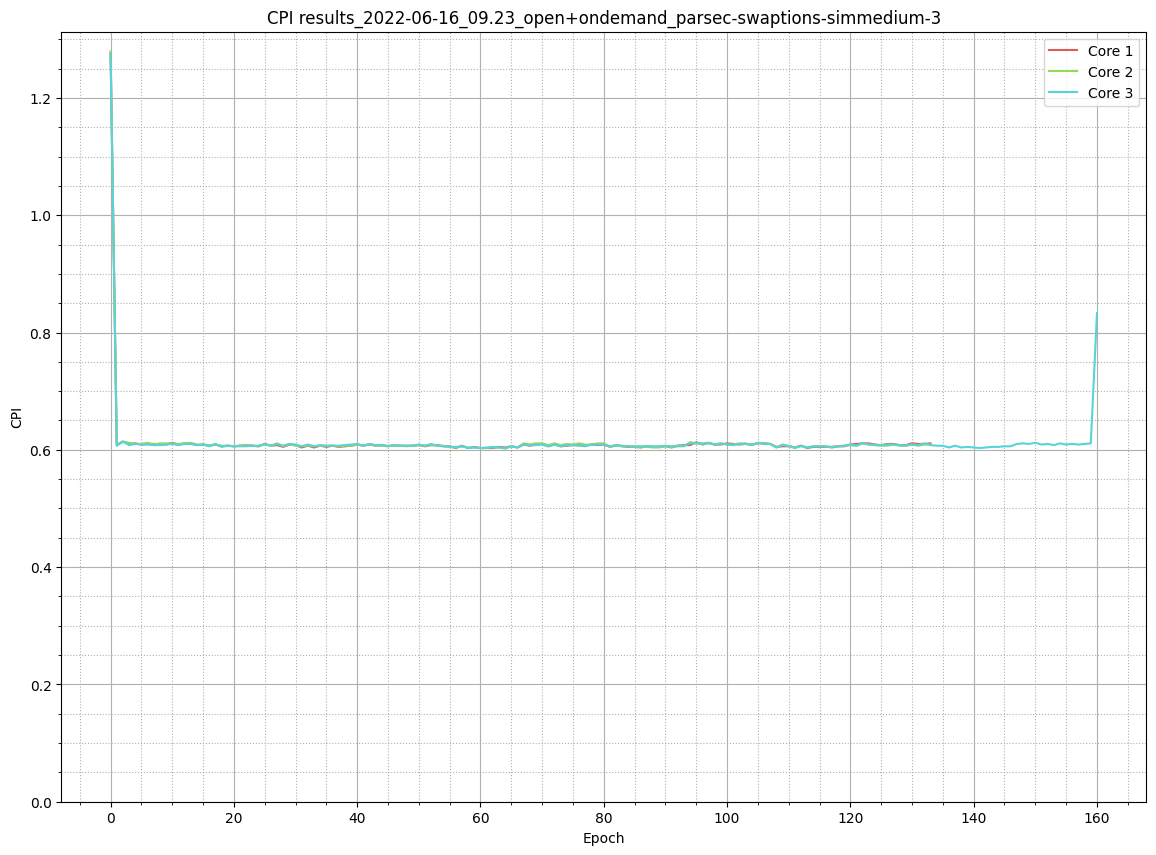 CPI results_2022-06-16_09.23_open+ondemand_parsec-swaptions-simmedium-3
Core 1
Core 2
Core 3
1.2
1.0
0.8
0.6
0.4
0.2
0.0
CPI
0 20 40 60 80 100 120 140 160
Epoch